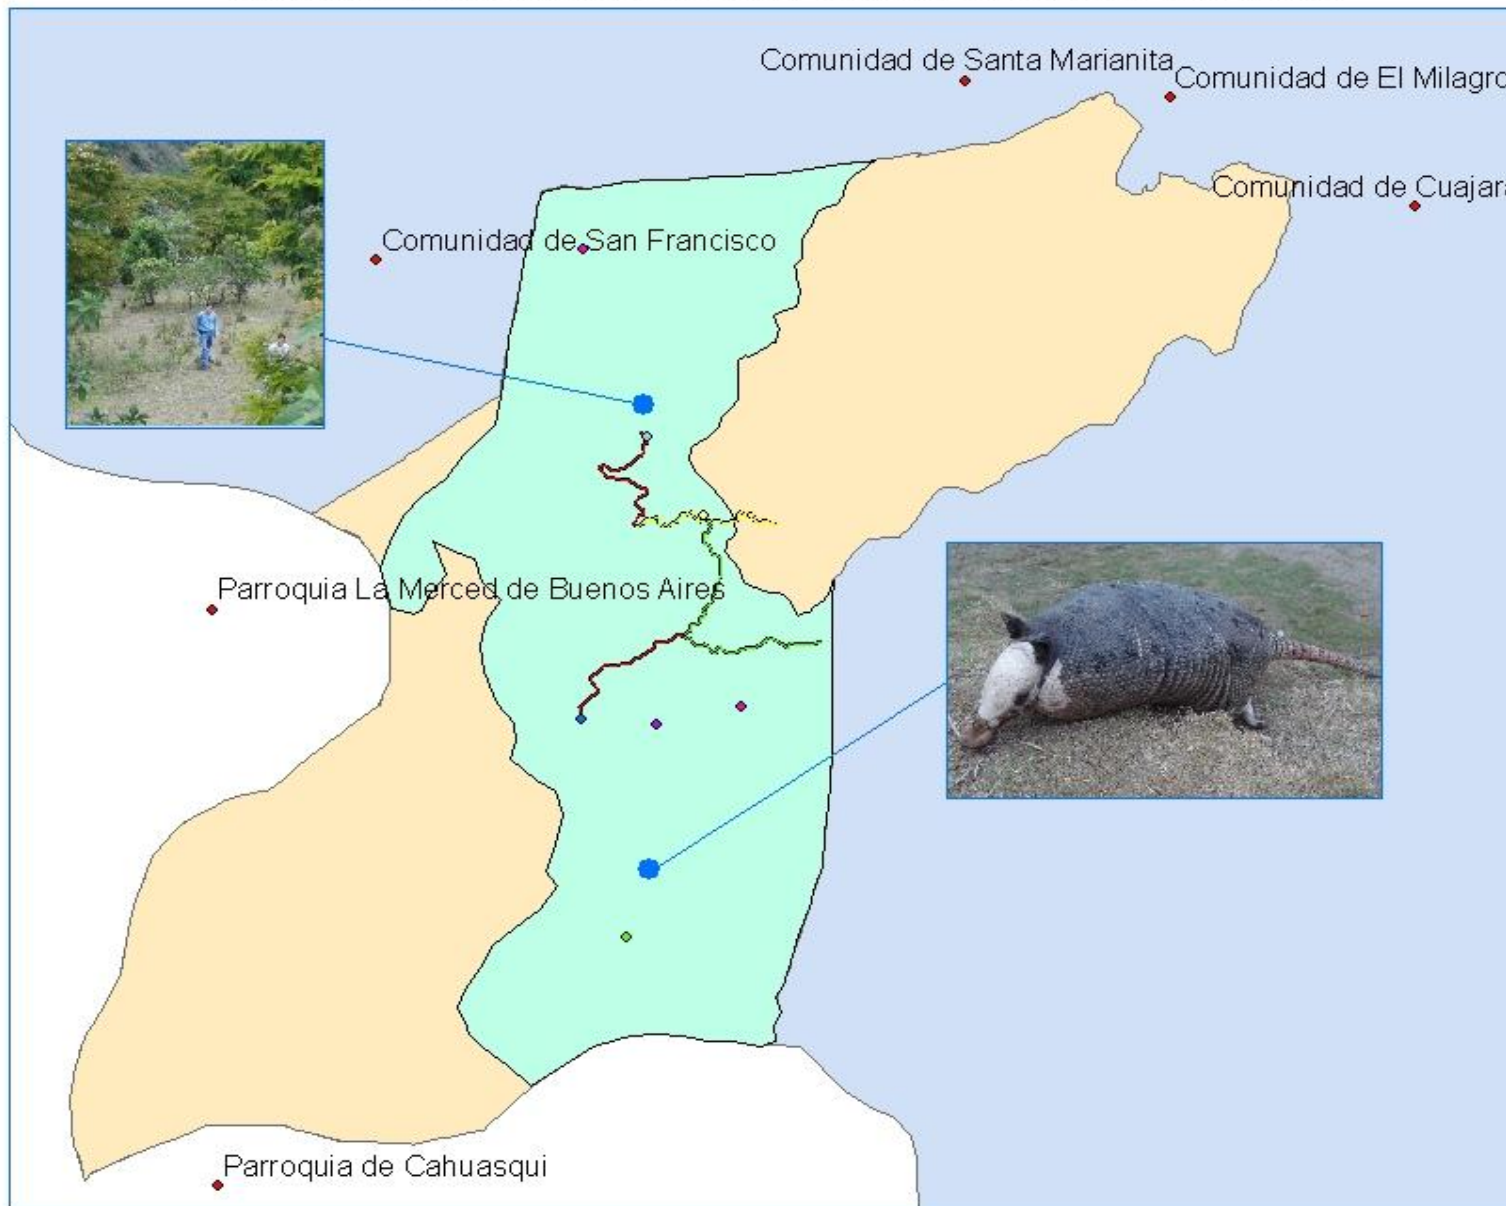 Comunidad de Santa Marianita
Comunidad de El Milagro
Comunidad de Cuajara
Comunidad de San Francisco
Parroquia La Merced de Buenos Aires
Parroquia de Cahuasqui